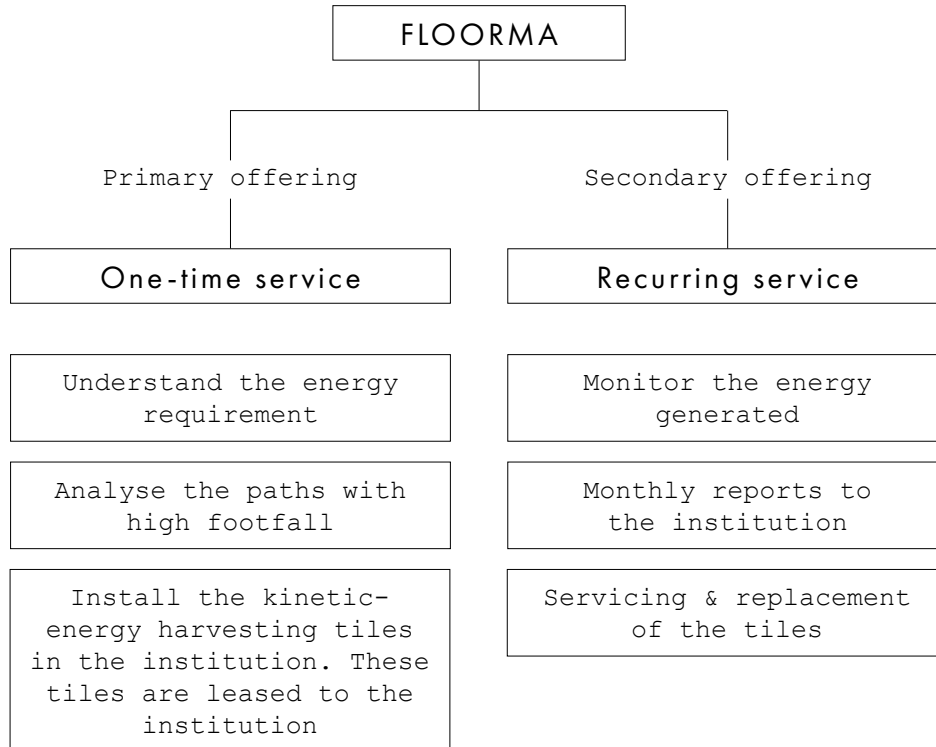 FLOORMA
Primary offering
Secondary offering
One-time service
Recurring service
Understand the energy
requirement
Analyse the paths with
high footfall
Install the kinetic-
energy harvesting tiles
in the institution. These
tiles are leased to the
institution
Monitor the energy
generated
Monthly reports to
the institution
Servicing & replacement
of the tiles